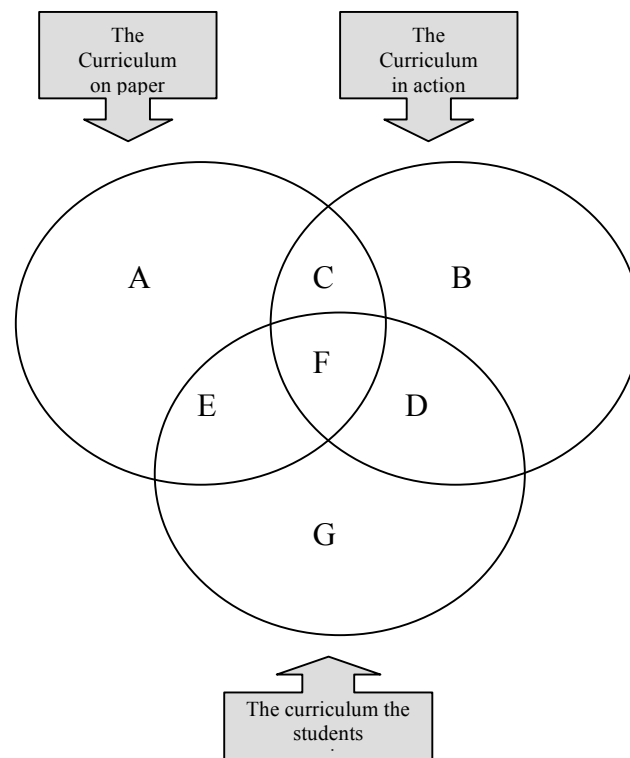 The
Curriculum
on paper
The
Curriculum
in action
A
C
B
F
E
D
G
The curriculum the
students